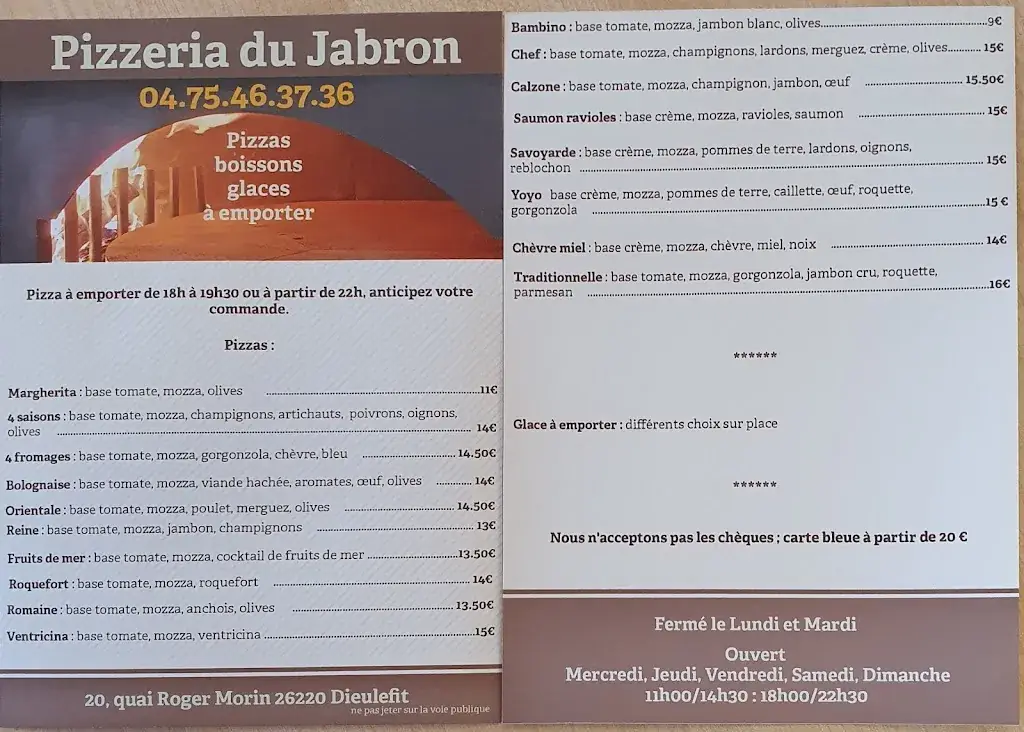 Pizzeria du Jabron
04.75.46.37.36
Pizzas
boissons
glaces
à emporter
Pizza à emporter de 18h à 19h30 ou à partir de 22h, anticipez votre
commande.
Pizzas :
Margherita : base tomate, mozza, olives ........11€
4 saisons : base tomate, mozza, champignons, artichauts, poivrons, oignons,
olives ........ 14€
4 fromages : base tomate, mozza, gorgonzola, chèvre, bleu ........ 14.50€
Bolognaise : base tomate, mozza, viande hachée, aromates, œuf, olives ........ 14€
Orientale : base tomate, mozza, poulet, merguez, olives ........ 14.50€
Reine : base tomate, mozza, jambon, champignons ........ 13€
Fruits de mer : base tomate, mozza, cocktail de fruits de mer ........13.50€
Roquefort : base tomate, mozza, roquefort ........ 14€
Romaine : base tomate, mozza, anchois, olives ........ 13.50€
Ventricina : base tomate, mozza, ventricina ........15€
20, quai Roger Morin 26220 Dieulefit
ne pas jeter sur la voie publique
Bambino : base tomate, mozza, jambon blanc, olives........9€
Chef : base tomate, mozza, champignons, lardons, merguez, crème, olives........ 15€
Calzone : base tomate, mozza, champignon, jambon, œuf ........ 15.50€
Saumon ravioles : base crème, mozza, ravioles, saumon ........ 15€
Savoyarde : base crème, mozza, pommes de terre, lardons, oignons,
reblochon ........ 15€
Yoyo base crème, mozza, pommes de terre, caillette, œuf, roquette,
gorgonzola ........15 €
Chèvre miel : base crème, mozza, chèvre, miel, noix ........ 14€
Traditionnelle : base tomate, mozza, gorgonzola, jambon cru, roquette,
parmesan ........16€
******
Glace à emporter : différents choix sur place
******
Nous n'acceptons pas les chèques ; carte bleue à partir de 20 €
Fermé le Lundi et Mardi
Ouvert
Mercredi, Jeudi, Vendredi, Samedi, Dimanche
11h00/14h30 : 18h00/22h30